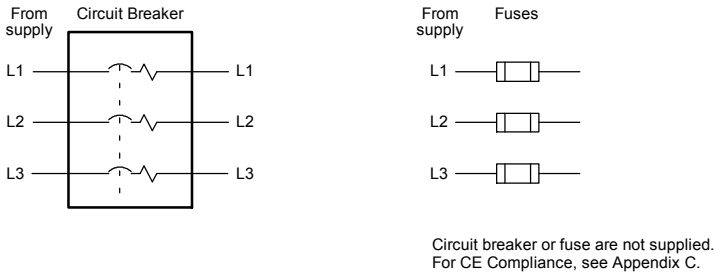 From supply
Circuit Breaker
L1
L1
L2
L2
L3
L3
From supply
Fuses
L1
L2
L3
Circuit breaker or fuse are not supplied.
For CE Compliance, see Appendix C.